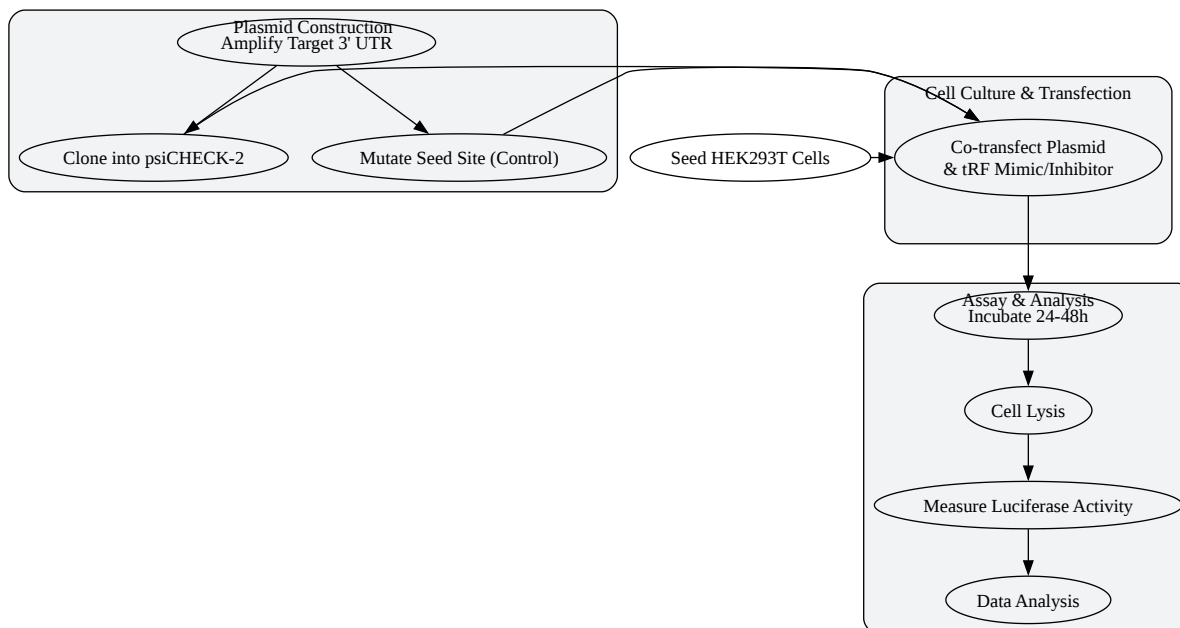 Plasmid Construction
Amplify Target 3' UTR
Clone into psiCHECK-2
Mutate Seed Site (Control)
Seed HEK293T Cells
Cell Culture & Transfection
Co-transfect Plasmid
& tRF Mimic/Inhibitor
Assay & Analysis
Incubate 24-48h
Cell Lysis
Measure Luciferase Activity
Data Analysis